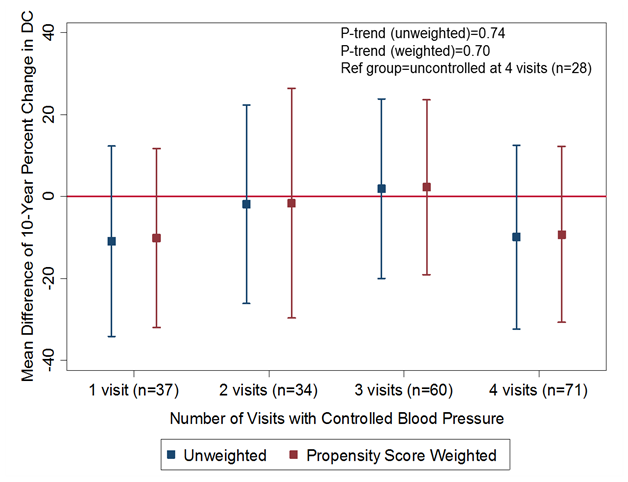 P-trend (unweighted)=0.74
P-trend (weighted)=0.70
Ref group=uncontrolled at 4 visits (n=28)
Mean Difference of 10-Year Percent Change in DC
40
20
0
-20
-40
1 visit (n=37) 2 visits (n=34) 3 visits (n=60) 4 visits (n=71)
Number of Visits with Controlled Blood Pressure
Unweighted Propensity Score Weighted